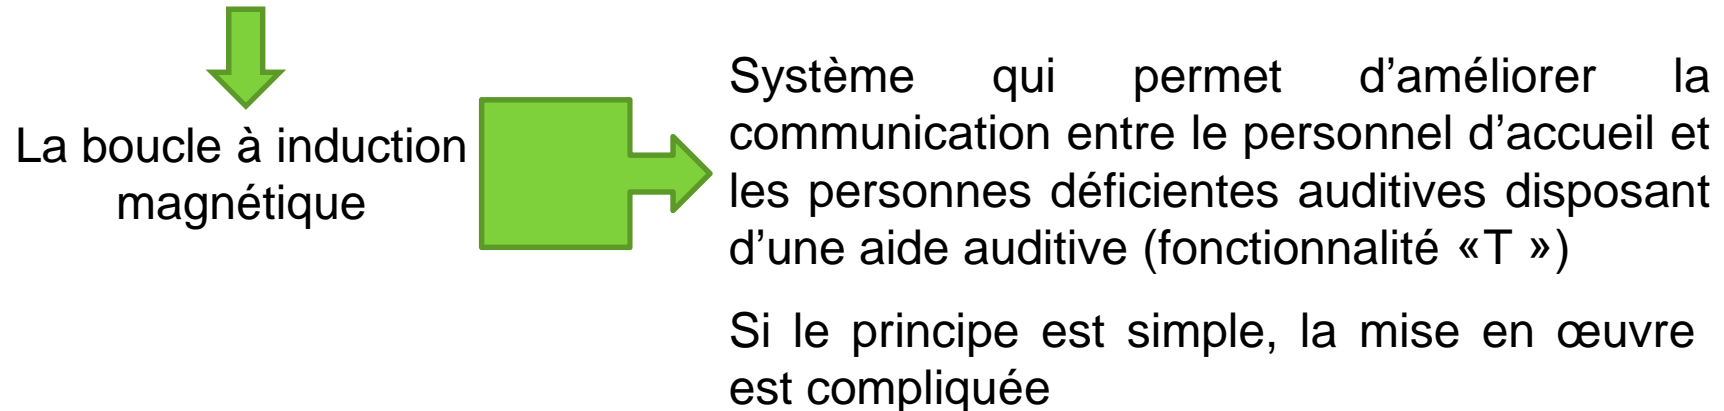 La boucle à induction
magnétique
Système qui permet d'améliorer la
communication entre le personnel d'accueil et
les personnes déficientes auditives disposant
d'une aide auditive (fonctionnalité «T »)
Si le principe est simple, la mise en œuvre
est compliquée